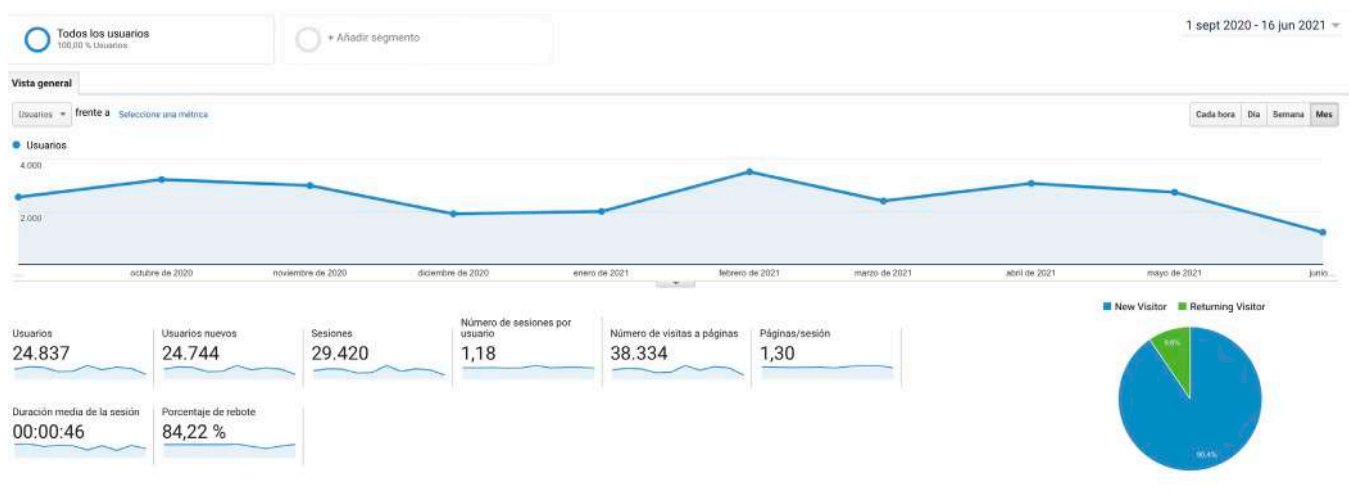 Todos los usuarios
100,00 % Usuarios
+ Añadir segmento
1 sept 2020 - 16 jun 2021
Vista general
Usuarios frente a Seleccione una métrica
Cada hora Día Semana Mes
Usuarios
4.000
2.000
... octubre de 2020 noviembre de 2020 diciembre de 2020 enero de 2021 febrero de 2021 marzo de 2021 abril de 2021 mayo de 2021 junio...
New Visitor Returning Visitor
Usuarios
24.837
Usuarios nuevos
24.744
Sesiones
29.420
Número de sesiones por
usuario
1,18
Número de visitas a páginas
38.334
Páginas/sesión
1,30
Duración media de la sesión
00:00:46
Porcentaje de rebote
84,22 %
9,6%
90,4%